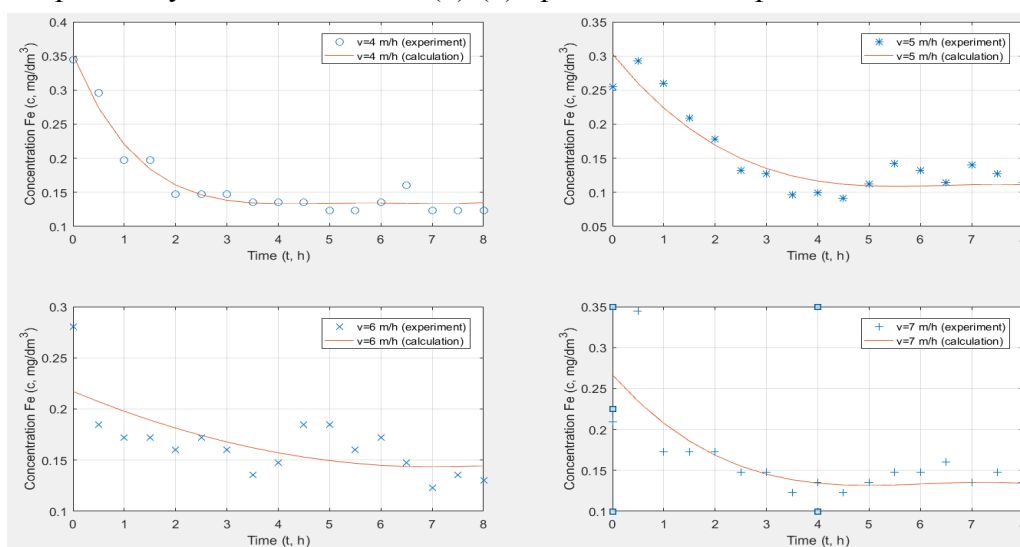 0.4
0.35
0.3
0.25
0.2
0.15
0.1
Concentration Fe (c, mg/dm³)
0 1 2 3 4 5 6 7 8
Time (t, h)
v=4 m/h (experiment)
v=4 m/h (calculation)
0.35
0.3
0.25
0.2
0.15
0.1
0.05
Concentration Fe (c, mg/dm³)
0 1 2 3 4 5 6 7
Time (t, h)
v=5 m/h (experiment)
v=5 m/h (calculation)
0.3
0.25
0.2
0.15
0.1
Concentration Fe (c, mg/dm³)
0 1 2 3 4 5 6 7 8
Time (t, h)
v=6 m/h (experiment)
v=6 m/h (calculation)
0.35
0.3
0.25
0.2
0.15
0.1
Concentration Fe (c, mg/dm³)
0 1 2 3 4 5 6 7
Time (t, h)
v=7 m/h (experiment)
v=7 m/h (calculation)